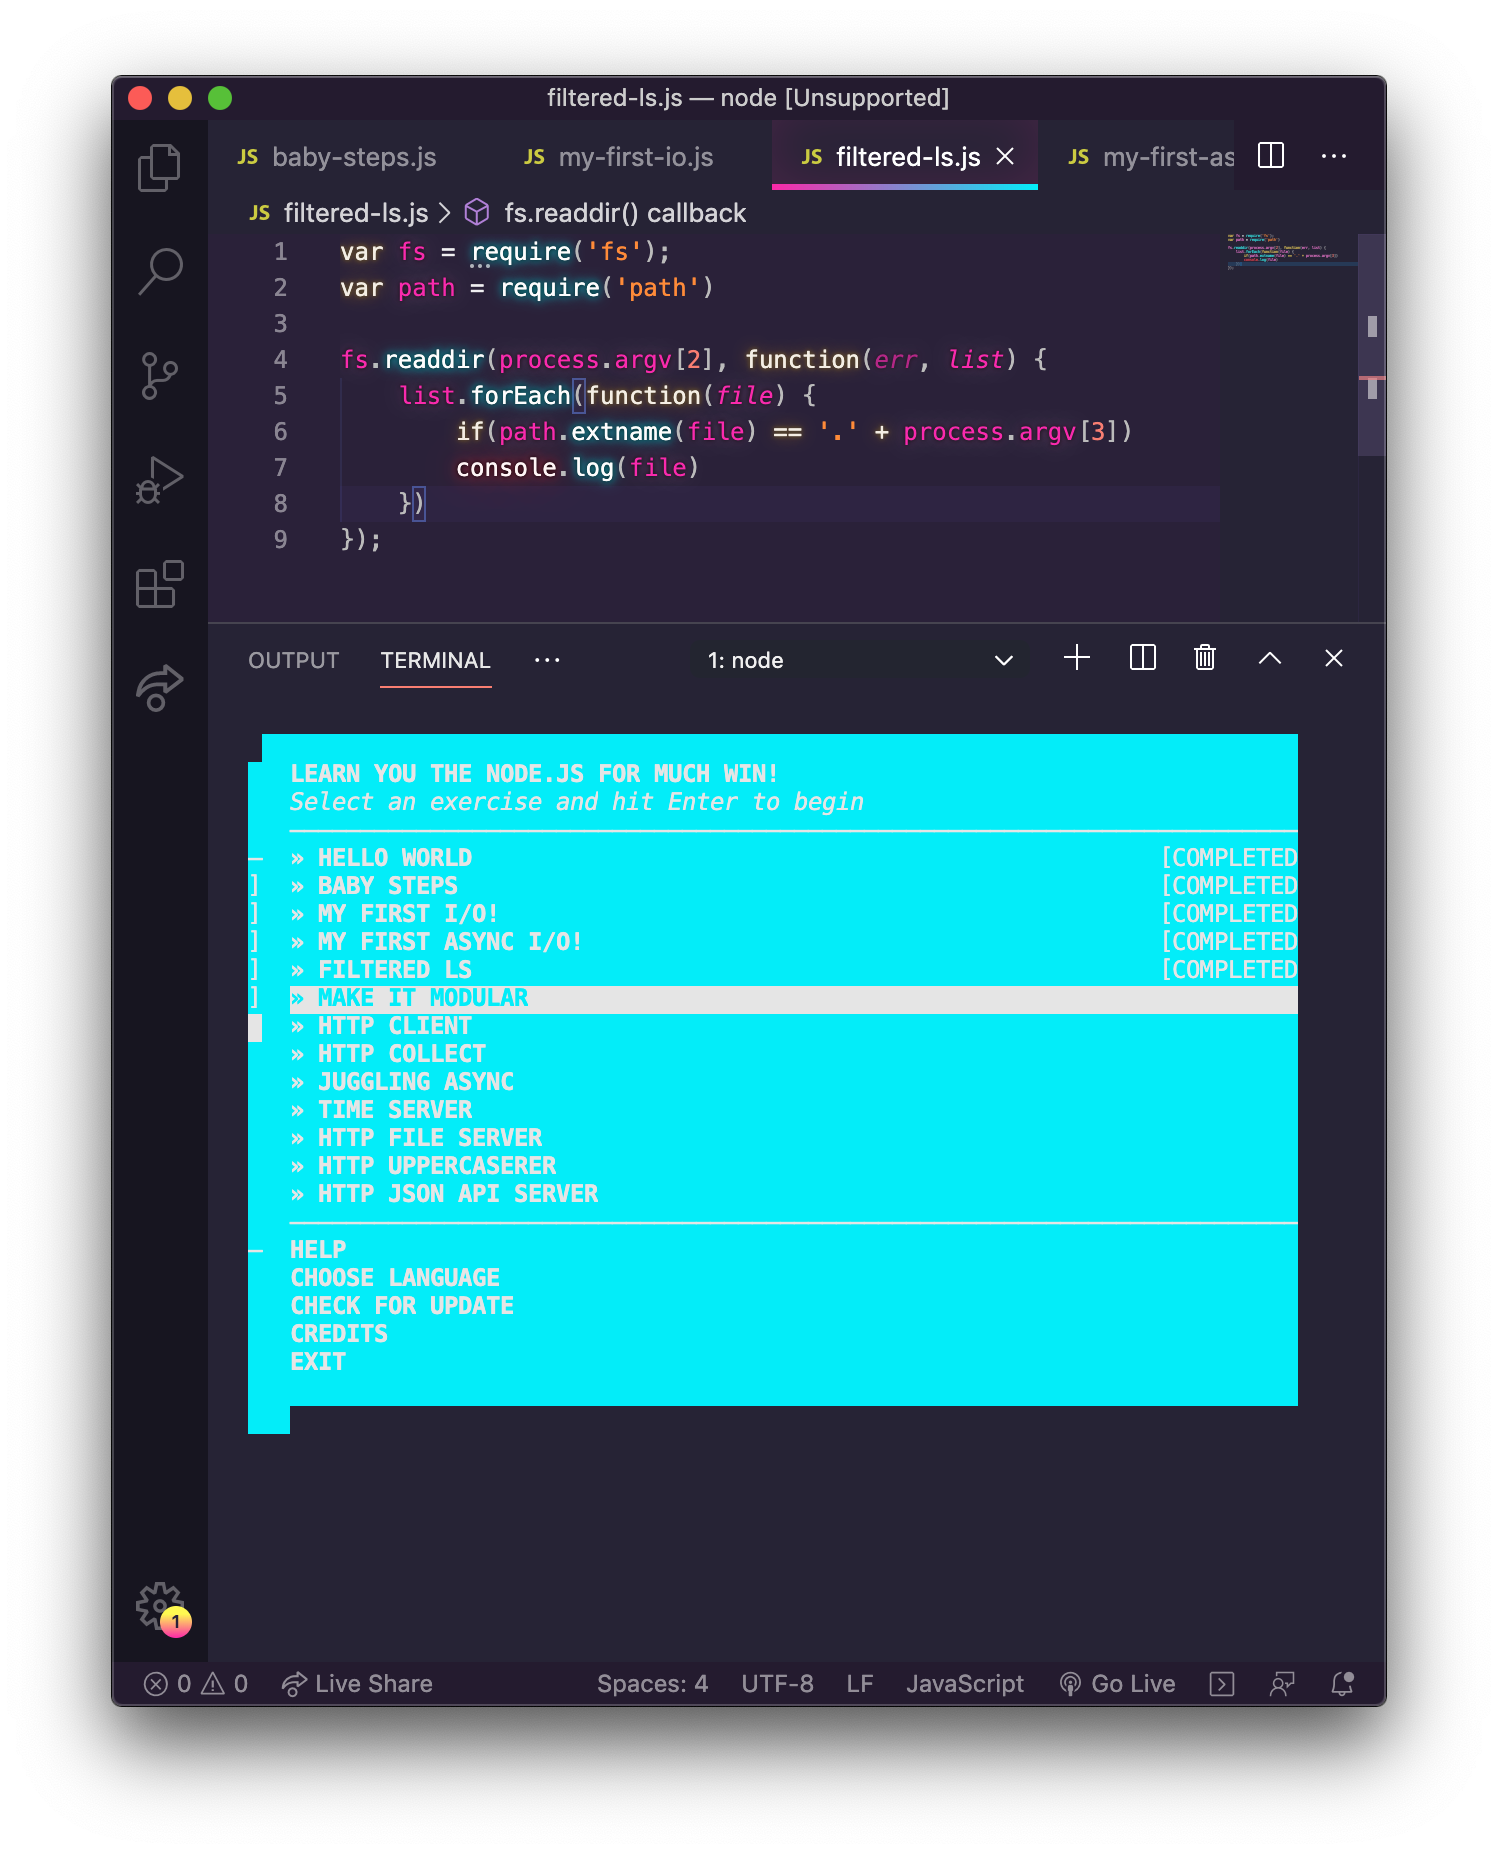 filtered-ls.js — node [Unsupported]
JS baby-steps.js JS my-first-io.js JS filtered-ls.js JS my-first-as
JS filtered-ls.js > fs.readdir() callback
1 var fs = require('fs');
2 var path = require('path')
3
4 fs.readdir(process.argv[2], function(err, list) {
5 list.forEach(function(file) {
6 if(path.extname(file) == '.' + process.argv[3])
7 console.log(file)
8 })
9 });
OUTPUT TERMINAL ··· 1: node
LEARN YOU THE NODE.JS FOR MUCH WIN!
Select an exercise and hit Enter to begin
» HELLO WORLD [COMPLETED
] » BABY STEPS [COMPLETED
] » MY FIRST I/O! [COMPLETED
] » MY FIRST ASYNC I/O! [COMPLETED
] » FILTERED LS [COMPLETED
] » MAKE IT MODULAR
» HTTP CLIENT
» HTTP COLLECT
» JUGGLING ASYNC
» TIME SERVER
» HTTP FILE SERVER
» HTTP UPPERCASERER
» HTTP JSON API SERVER
HELP
CHOOSE LANGUAGE
CHECK FOR UPDATE
CREDITS
EXIT
1
0 0 Live Share Spaces: 4 UTF-8 LF JavaScript Go Live